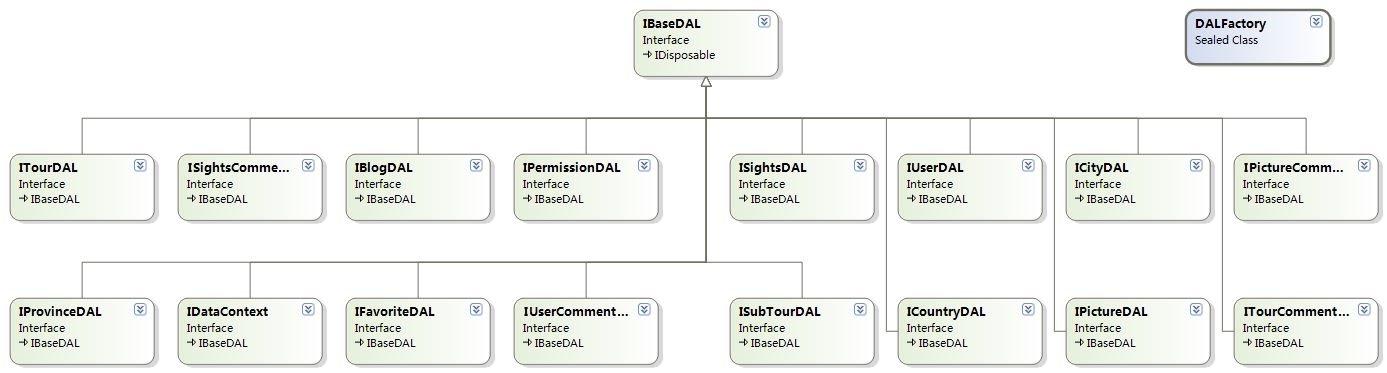 IBaseDAL
Interface
IDisposable
DALFactory
Sealed Class
ITourDAL
Interface
IBaseDAL
ISightsComme...
Interface
IBaseDAL
IBlogDAL
Interface
IBaseDAL
IPermissionDAL
Interface
IBaseDAL
ISightsDAL
Interface
IBaseDAL
IUserDAL
Interface
IBaseDAL
ICityDAL
Interface
IBaseDAL
IPictureComm...
Interface
IBaseDAL
IProvinceDAL
Interface
IBaseDAL
IDataContext
Interface
IBaseDAL
IFavoriteDAL
Interface
IBaseDAL
IUserComment...
Interface
IBaseDAL
ISubTourDAL
Interface
IBaseDAL
ICountryDAL
Interface
IBaseDAL
IPictureDAL
Interface
IBaseDAL
ITourComment...
Interface
IBaseDAL